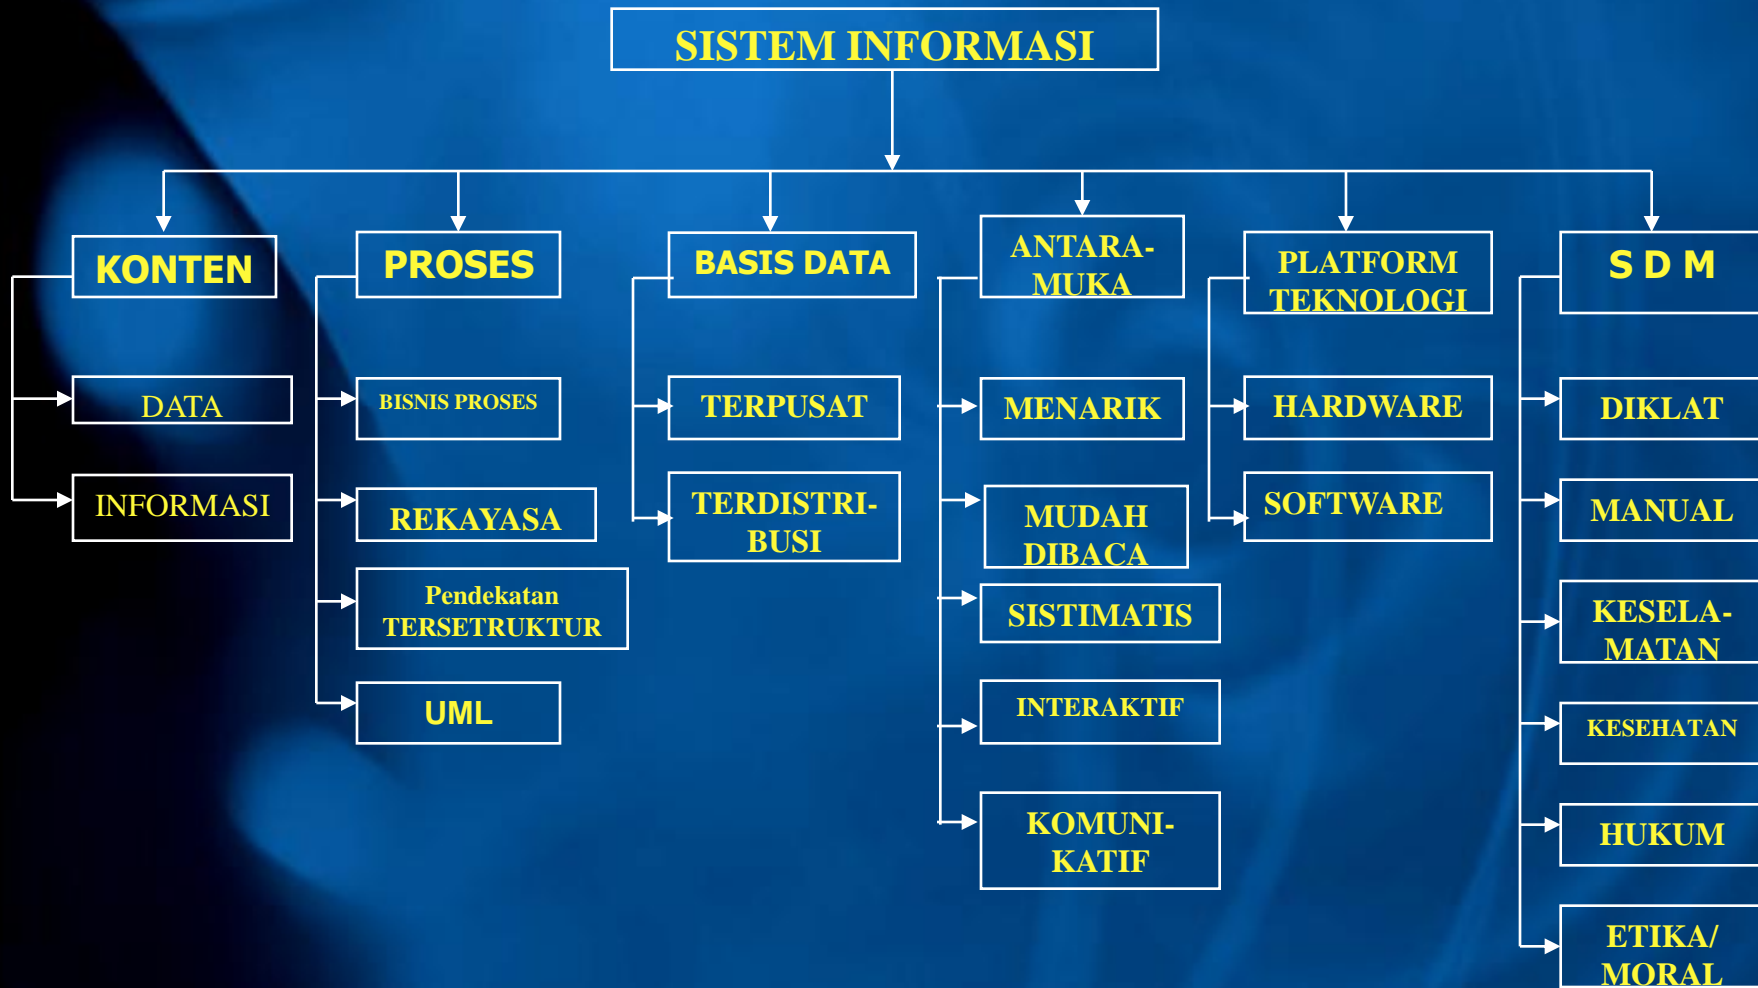 SISTEM INFORMASI
KONTEN
DATA
INFORMASI
PROSES
BISNIS PROSES
REKAYASA
Pendekatan
TERSETRUKTUR
UML
BASIS DATA
TERPUSAT
TERDISTRI-
BUSI
ANTARA-
MUKA
MENARIK
MUDAH
DIBACA
SISTIMATIS
INTERAKTIF
KOMUNI-
KATIF
PLATFORM
TEKNOLOGI
HARDWARE
SOFTWARE
S D M
DIKLAT
MANUAL
KESELA-
MATAN
KESEHATAN
HUKUM
ETIKA/
MORAL